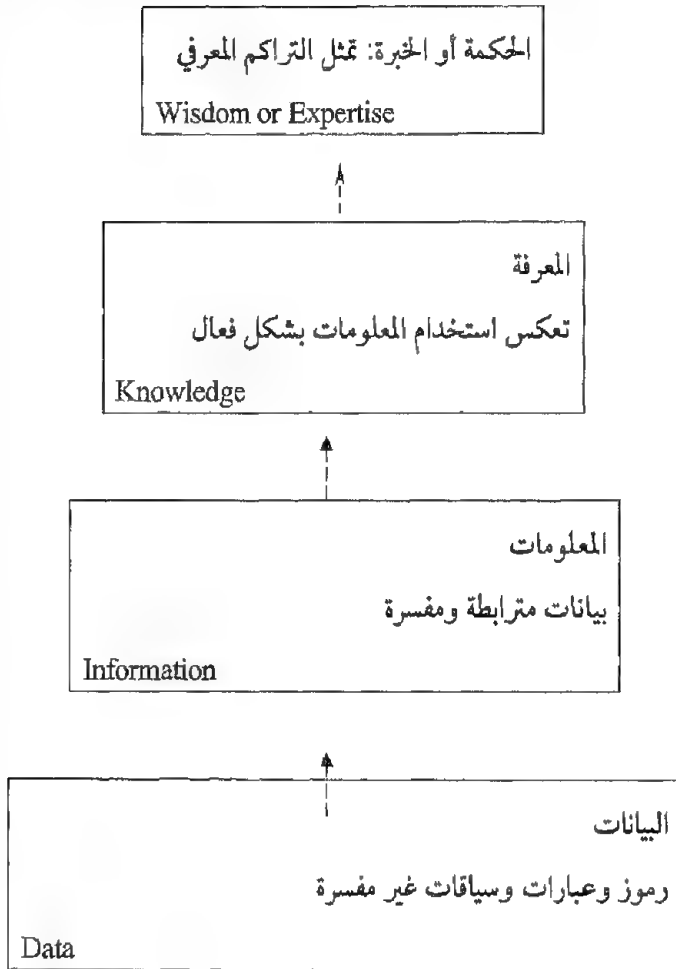 الحكمة أو الخبرة: تمثل التراكم المعرفي
Wisdom or Expertise
المعرفة
تعكس استخدام المعلومات بشكل فعال
Knowledge
المعلومات
بيانات مترابطة ومفسرة
Information
البيانات
رموز وعبارات وسياقات غير مفسرة
Data